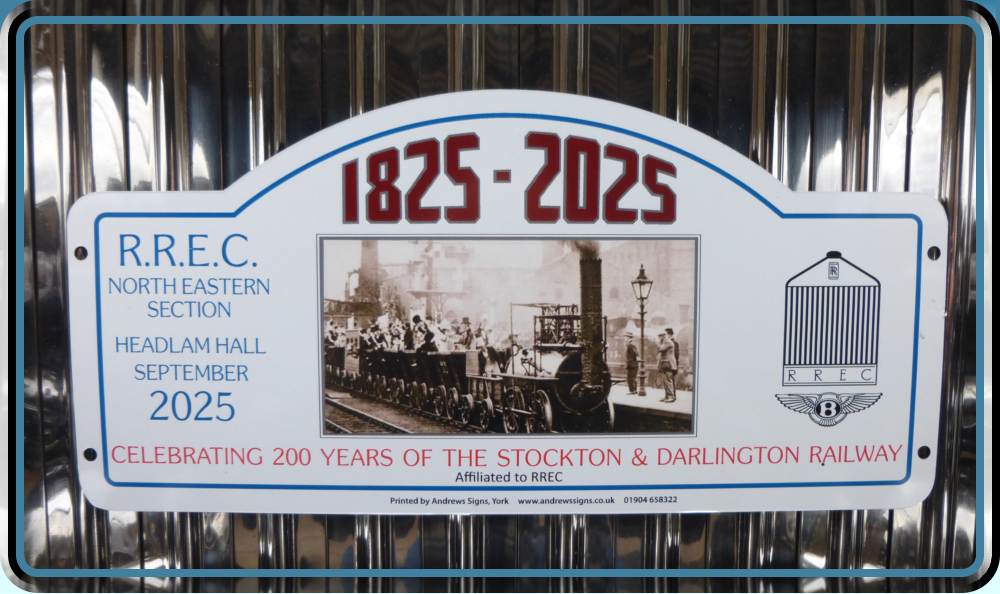 1825-2025
R.R.E.C.
NORTH EASTERN
SECTION
HEADLAM HALL
SEPTEMBER
2025
RR
R R E C
B
CELEBRATING 200 YEARS OF THE STOCKTON & DARLINGTON RAILWAY
Affiliated to RREC
Printed by Andrews Signs, York www.andrewssigns.co.uk 01904 658322